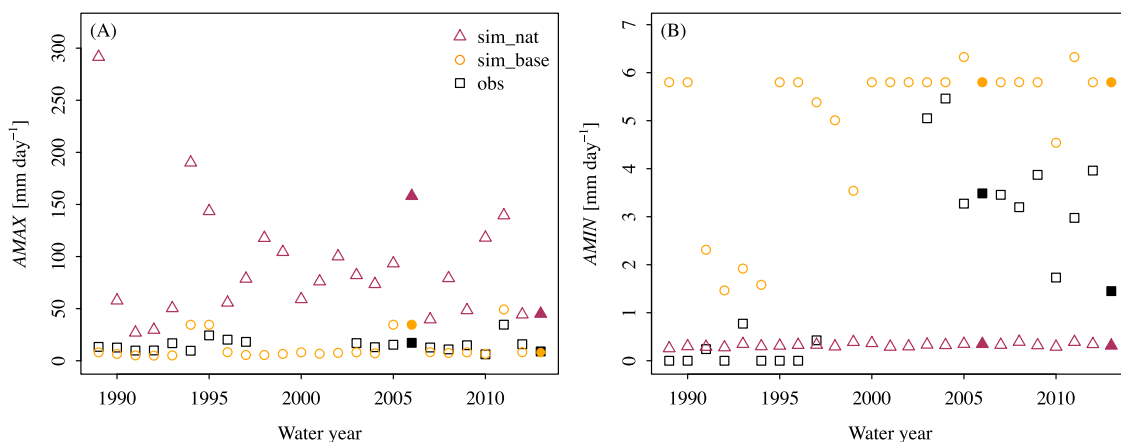 (A)
sim_nat
sim_base
obs
AMAX [mm day⁻¹]
0 50 100 150 200 250 300
1990 1995 2000 2005 2010
Water year
(B)
AMIN [mm day⁻¹]
0 1 2 3 4 5 6 7
1990 1995 2000 2005 2010
Water year